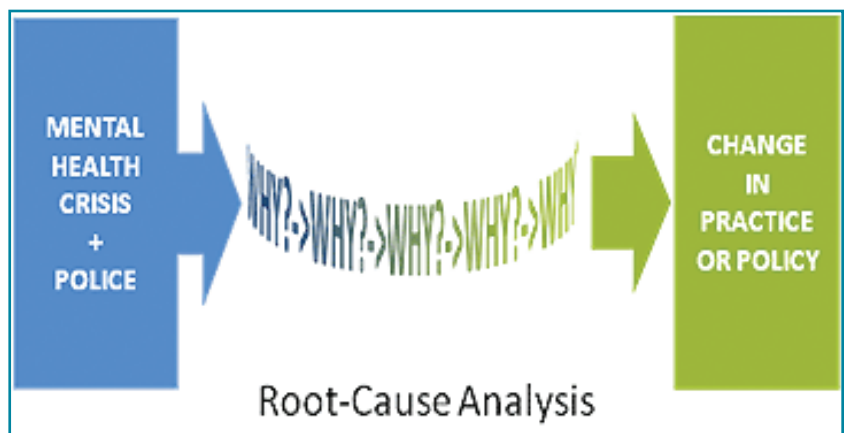 MENTAL
HEALTH
CRISIS
+
POLICE
WHY?->WHY?->WHY?->WHY?->WHY
CHANGE
IN
PRACTICE
OR POLICY
Root-Cause Analysis